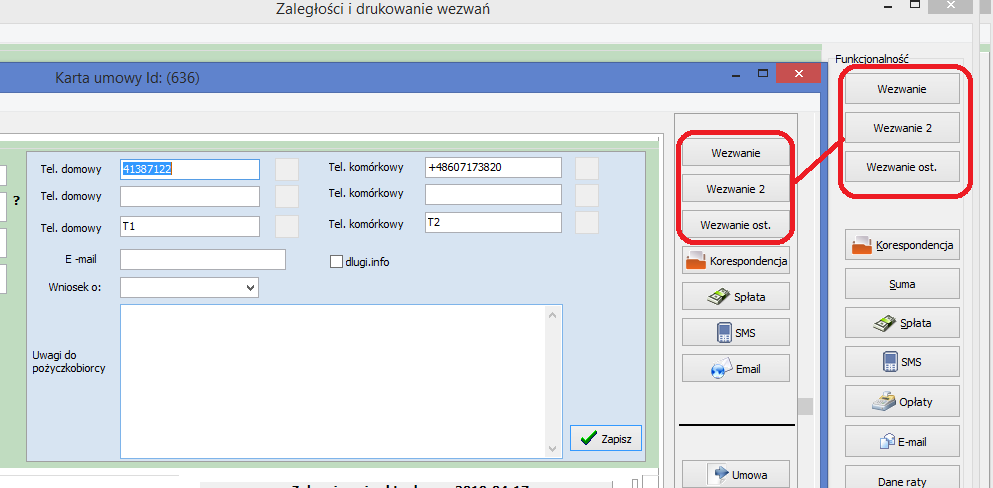 Zaległości i drukowanie wezwań
Funkcjonalność
Karta umowy Id: (636)
Wezwanie
Wezwanie 2
Wezwanie ost.
Korespondencja
Suma
Spłata
SMS
Opłaty
E-mail
Dane raty
Wezwanie
Wezwanie 2
Wezwanie ost.
Korespondencja
Spłata
SMS
Email
Umowa
?
Tel. domowy 41387122
Tel. komórkowy +48607173820
Tel. domowy
Tel. komórkowy
Tel. domowy T1
Tel. komórkowy T2
E -mail
dlugi.info
Wniosek o:
Uwagi do
pożyczkobiorcy
Zapisz